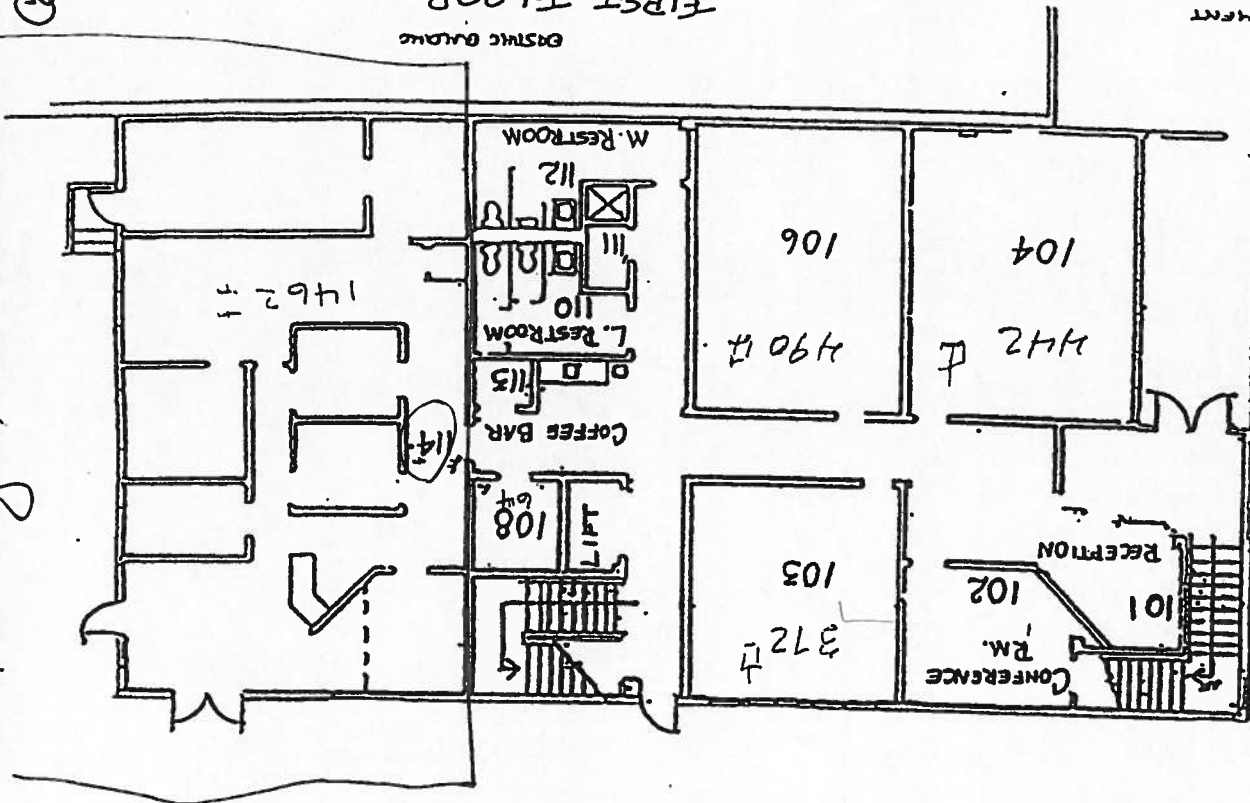 CONFERENCE
RM.
102
101
RECEPTION
372
103
LIFT
108
64
114
COFFEE BAR
113
442
104
490
106
L. RESTROOM
110
111
112
M. RESTROOM
1462
EXISTING BUILDING
FIRST FLOOR
MENT